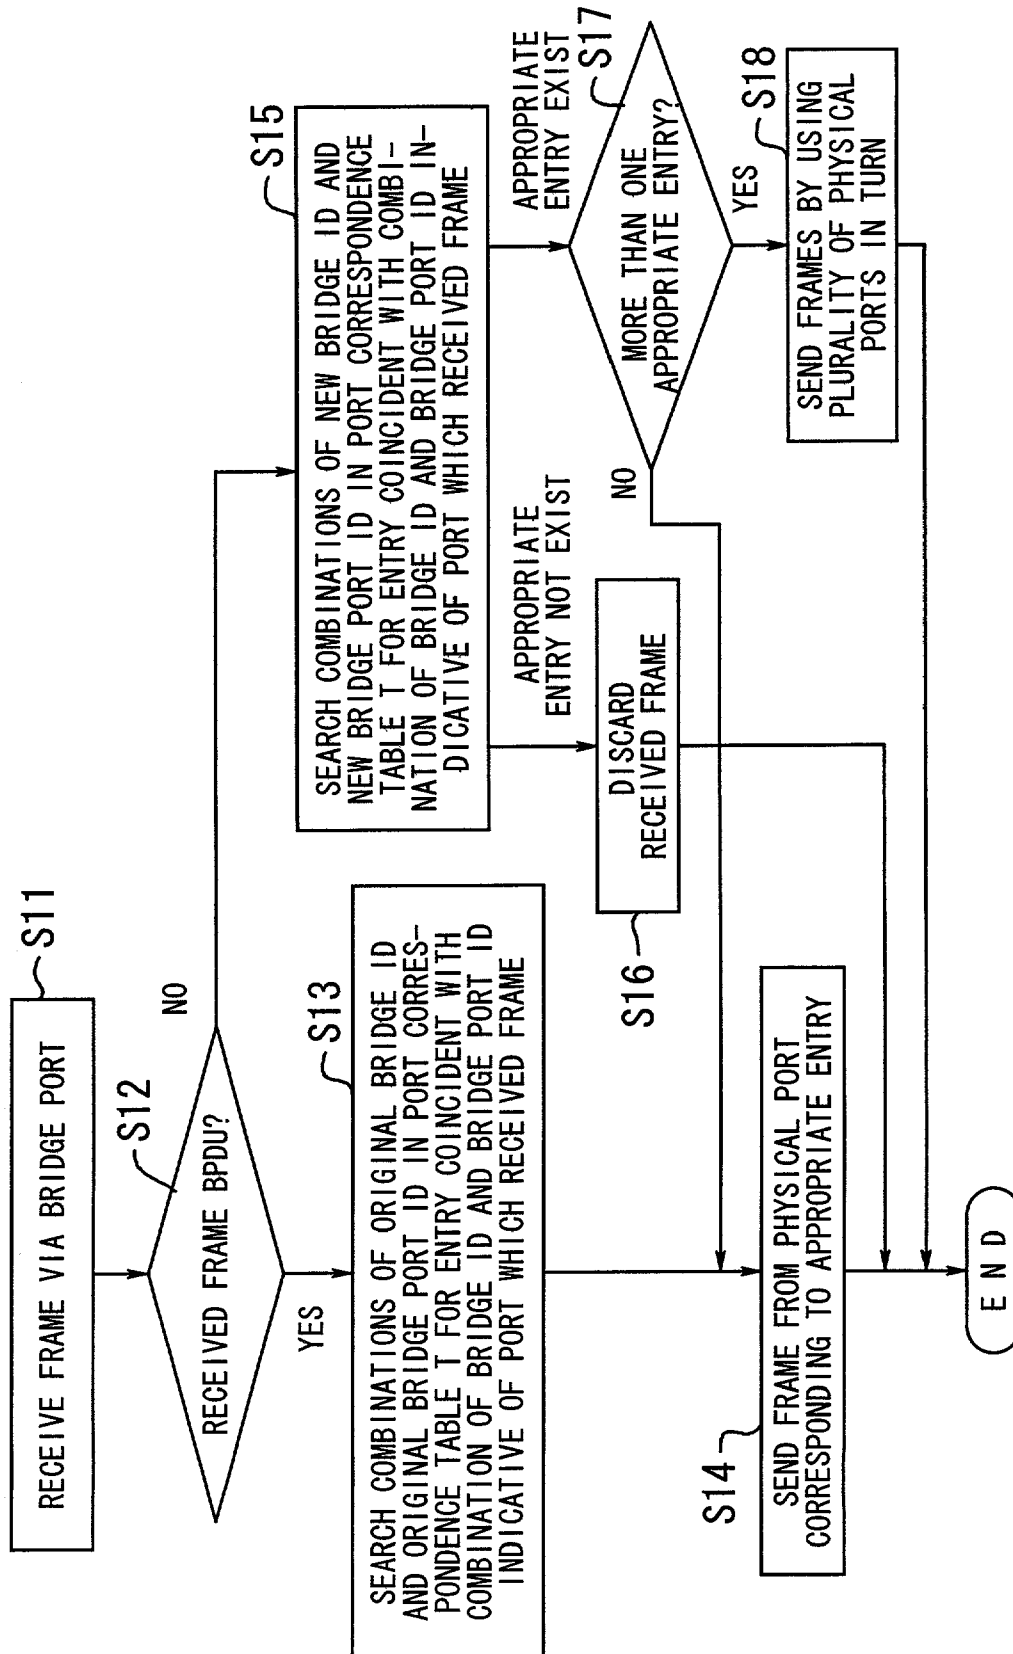 RECEIVE FRAME VIA BRIDGE PORT
S11
RECEIVED FRAME BPDU?
S12
NO
YES
SEARCH COMBINATIONS OF ORIGINAL BRIDGE ID
AND ORIGINAL BRIDGE PORT ID IN PORT CORRES-
PONDENCE TABLE T FOR ENTRY COINCIDENT WITH
COMBINATION OF BRIDGE ID AND BRIDGE PORT ID
INDICATIVE OF PORT WHICH RECEIVED FRAME
S13
SEND FRAME FROM PHYSICAL PORT
CORRESPONDING TO APPROPRIATE ENTRY
S14
SEARCH COMBINATIONS OF NEW BRIDGE ID AND
NEW BRIDGE PORT ID IN PORT CORRESPONDENCE
TABLE T FOR ENTRY COINCIDENT WITH COMBI-
NATION OF BRIDGE ID AND BRIDGE PORT ID IN-
DICATIVE OF PORT WHICH RECEIVED FRAME
S15
APPROPRIATE
ENTRY NOT EXIST
DISCARD
RECEIVED FRAME
S16
APPROPRIATE
ENTRY EXIST
MORE THAN ONE
APPROPRIATE ENTRY?
S17
NO
YES
SEND FRAMES BY USING
PLURALITY OF PHYSICAL
PORTS IN TURN
S18
E N D